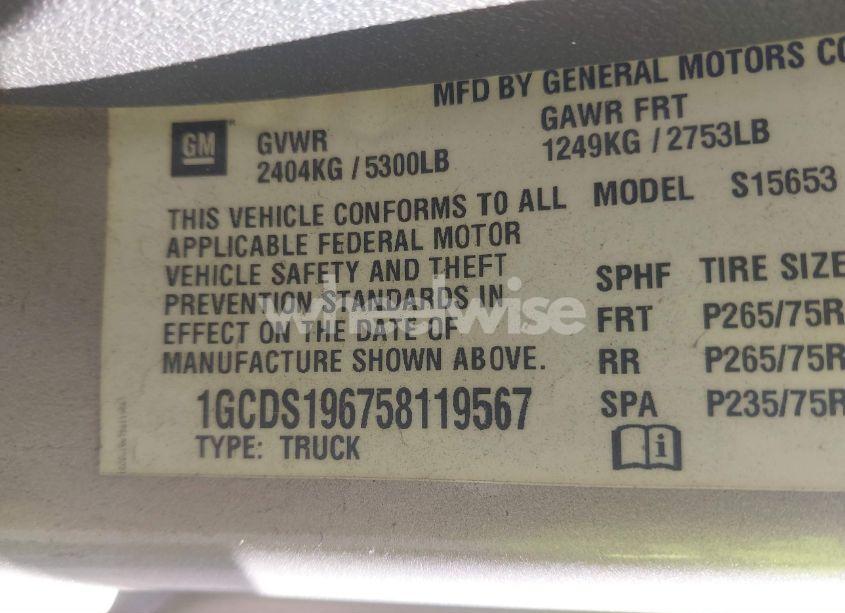 MFD BY GENERAL MOTORS CO
GM
GVWR
2404KG / 5300LB
GAWR FRT
1249KG / 2753LB
THIS VEHICLE CONFORMS TO ALL
APPLICABLE FEDERAL MOTOR
VEHICLE SAFETY AND THEFT
PREVENTION STANDARDS IN
EFFECT ON THE DATE OF
MANUFACTURE SHOWN ABOVE.
1GCDS196758119567
TYPE: TRUCK
MODEL S15653
SPHF TIRE SIZE
FRT P265/75R
RR P265/75R
SPA P235/75R
wheelwise